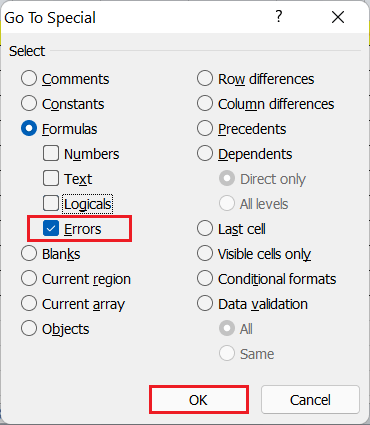 Go To Special
?
Select
Comments
Constants
Formulas
Numbers
Text
Logicals
Errors
Blanks
Current region
Current array
Objects
Row differences
Column differences
Precedents
Dependents
Direct only
All levels
Last cell
Visible cells only
Conditional formats
Data validation
All
Same
OK
Cancel